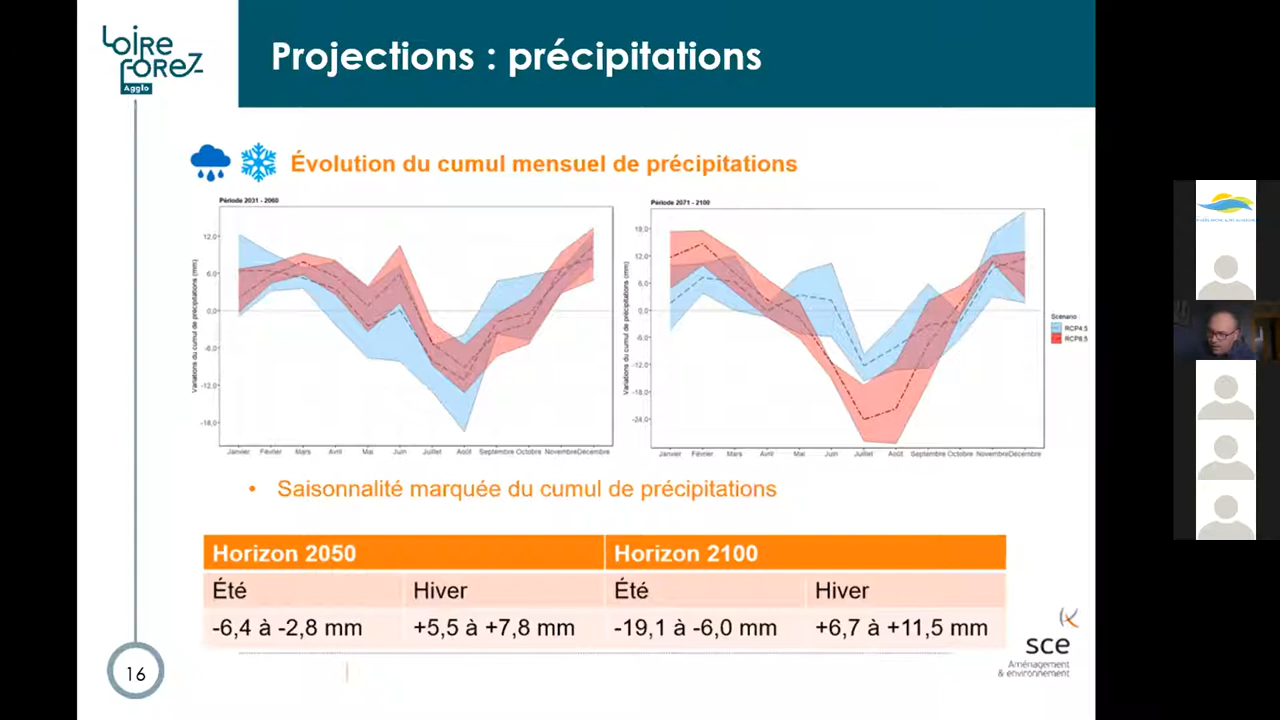 Loire
Forez
Agglo
Projections : précipitations
Évolution du cumul mensuel de précipitations
Période 2031 - 2060
Variations du cumul de précipitations (mm)
12,0
6,0
0,0
-6,0
-12,0
-18,0
Janvier Février Mars Avril Mai Juin Juillet Août Septembre Octobre Novembre Décembre
Période 2071 - 2100
Variations du cumul de précipitations (mm)
18,0
12,0
6,0
0,0
-6,0
-12,0
-18,0
-24,0
Janvier Février Mars Avril Mai Juin Juillet Août Septembre Octobre Novembre Décembre
Scenario
RCP4.5
RCP8.5
• Saisonnalité marquée du cumul de précipitations
Horizon 2050 Horizon 2100
Été Hiver Été Hiver
-6,4 à -2,8 mm +5,5 à +7,8 mm -19,1 à -6,0 mm +6,7 à +11,5 mm
sce
Aménagement
& environnement
16